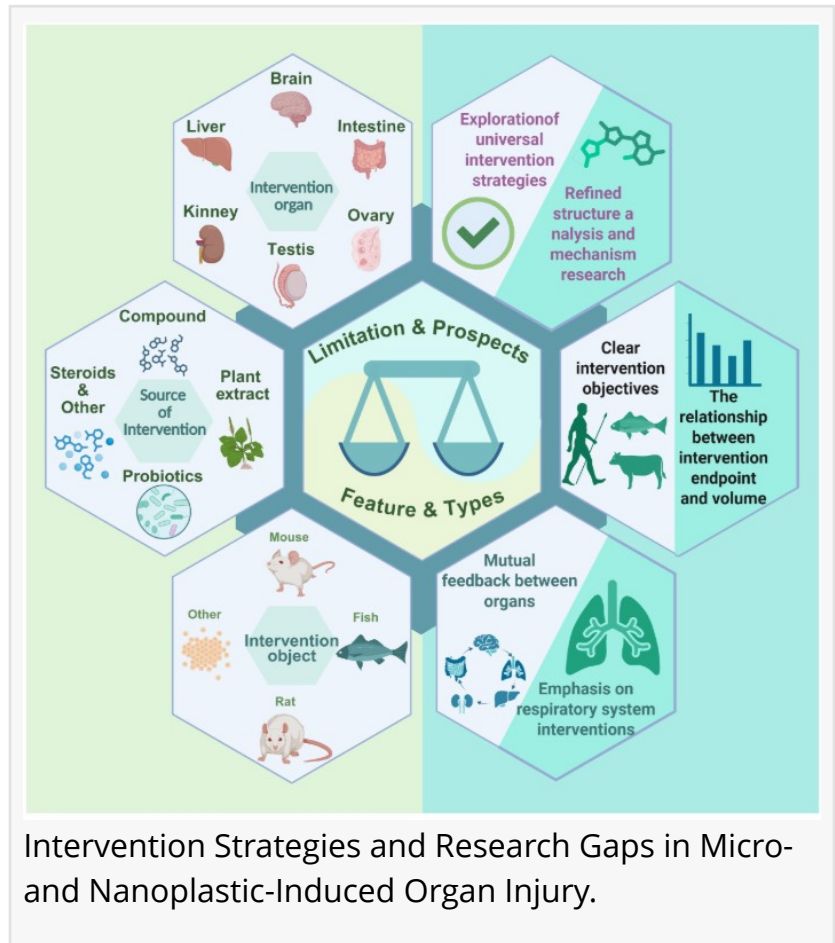 Brain
Liver
Intestine
Intervention
organ
Kinney
Ovary
Testis
Explorationof
universal
intervention
strategies
Refined
structure a
nalysis and
mechanism
research
Compound
Steroids
&
Other
Source
of
Intervention
Plant
extract
Probiotics
Limitation & Prospects
Feature & Types
Clear
intervention
objectives
The
relationship
between
intervention
endpoint
and volume
Mouse
Other
Fish
Intervention
object
Rat
Mutual
feedback between
organs
Emphasis on
respiratory system
interventions
Intervention Strategies and Research Gaps in Micro-
and Nanoplastic-Induced Organ Injury.